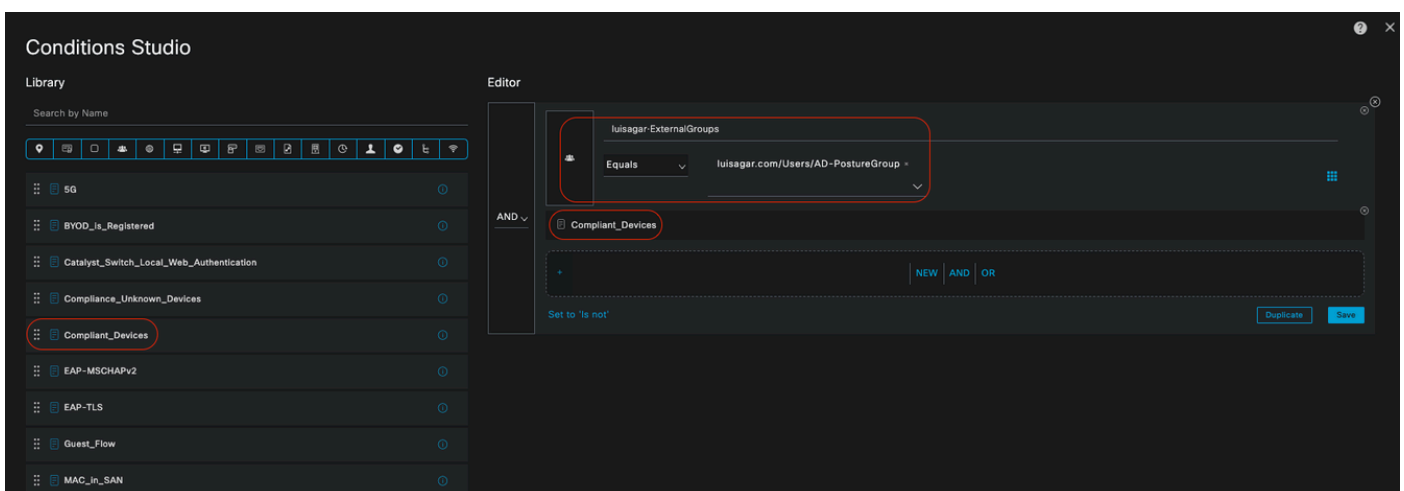 Conditions Studio
Library
Search by Name
5G
BYOD_is_Registered
Catalyst_Switch_Local_Web_Authentication
Compliance_Unknown_Devices
Compliant_Devices
EAP-MSCHAPv2
EAP-TLS
Guest_Flow
MAC_in_SAN
Editor
AND
luisagar·ExternalGroups
Equals
luisagar.com/Users/AD-PostureGroup ×
Compliant_Devices
+ NEW AND OR
Set to 'Is not'
Duplicate Save